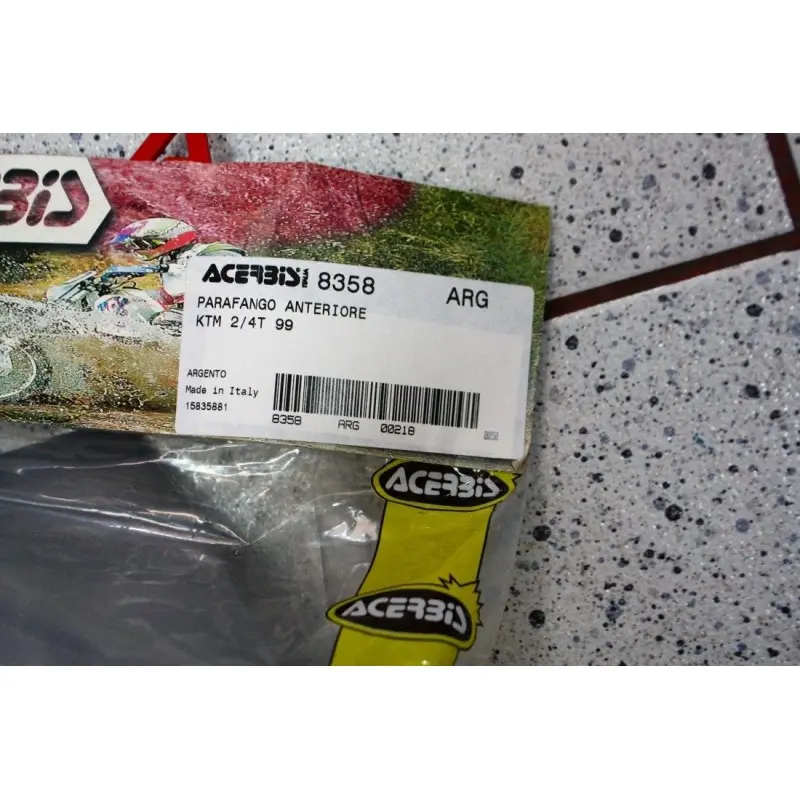 ACERBIS ITALIA 8358 ARG
PARAFANGO ANTERIORE
KTM 2/4T 99
ARGENTO
Made in Italy
15835881
8358 ARG 00218
ACERBIS
ACERBIS